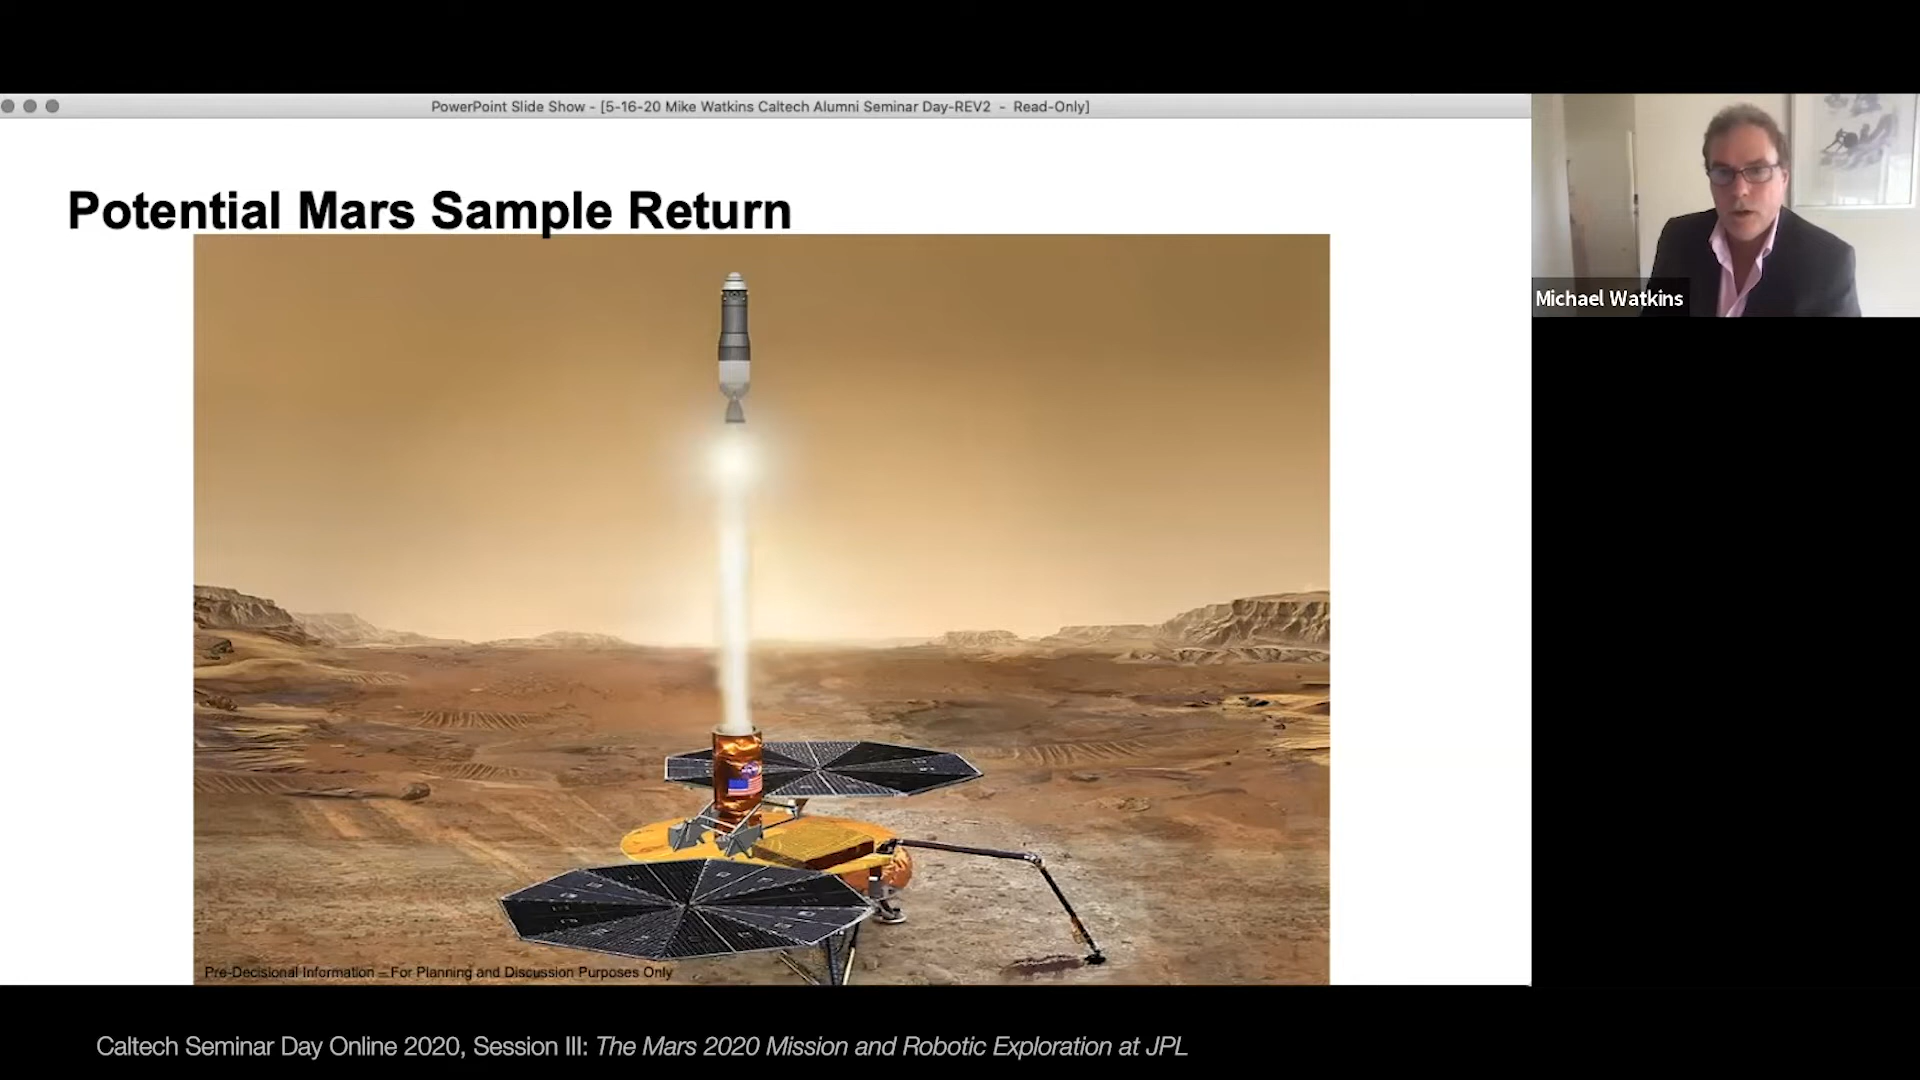 PowerPoint Slide Show - [5-16-20 Mike Watkins Caltech Alumni Seminar Day-REV2 - Read-Only]
Potential Mars Sample Return
Michael Watkins
Pre-Decisional Information – For Planning and Discussion Purposes Only
Caltech Seminar Day Online 2020, Session III: The Mars 2020 Mission and Robotic Exploration at JPL